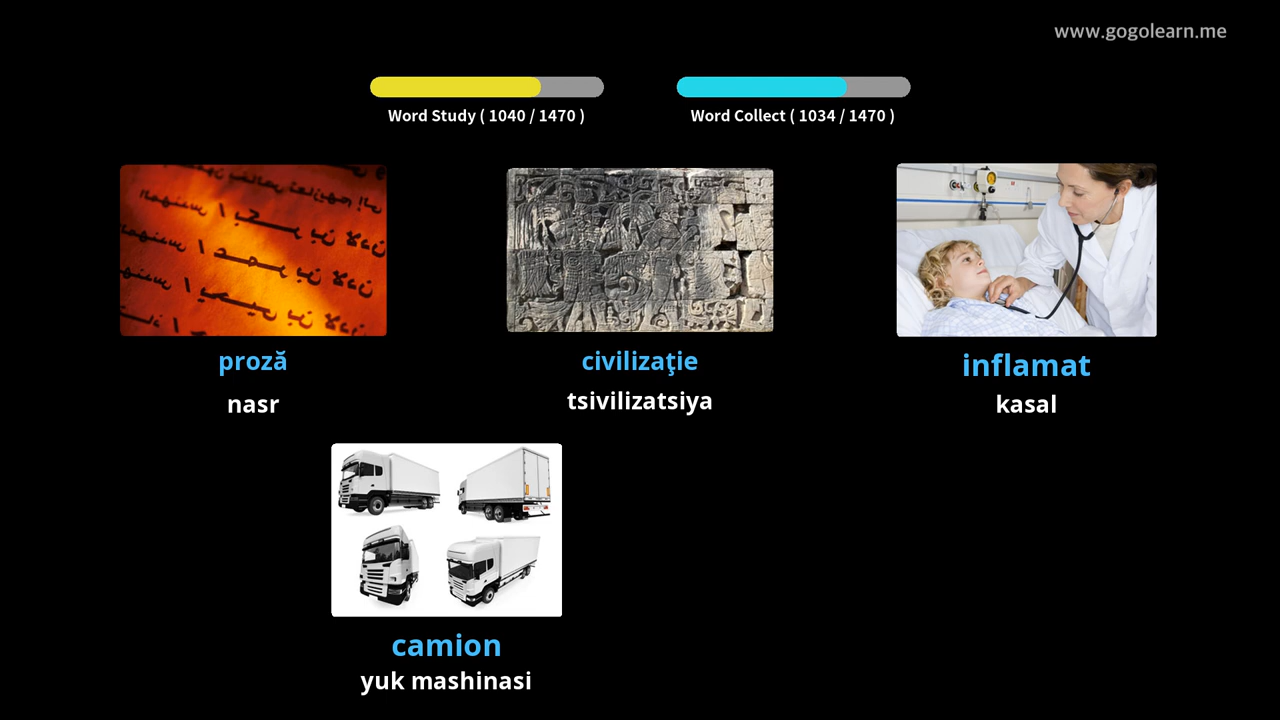 www.gogolearn.me
Word Study ( 1040 / 1470 )
Word Collect ( 1034 / 1470 )
proză
nasr
civilizaţie
tsivilizatsiya
inflamat
kasal
camion
yuk mashinasi